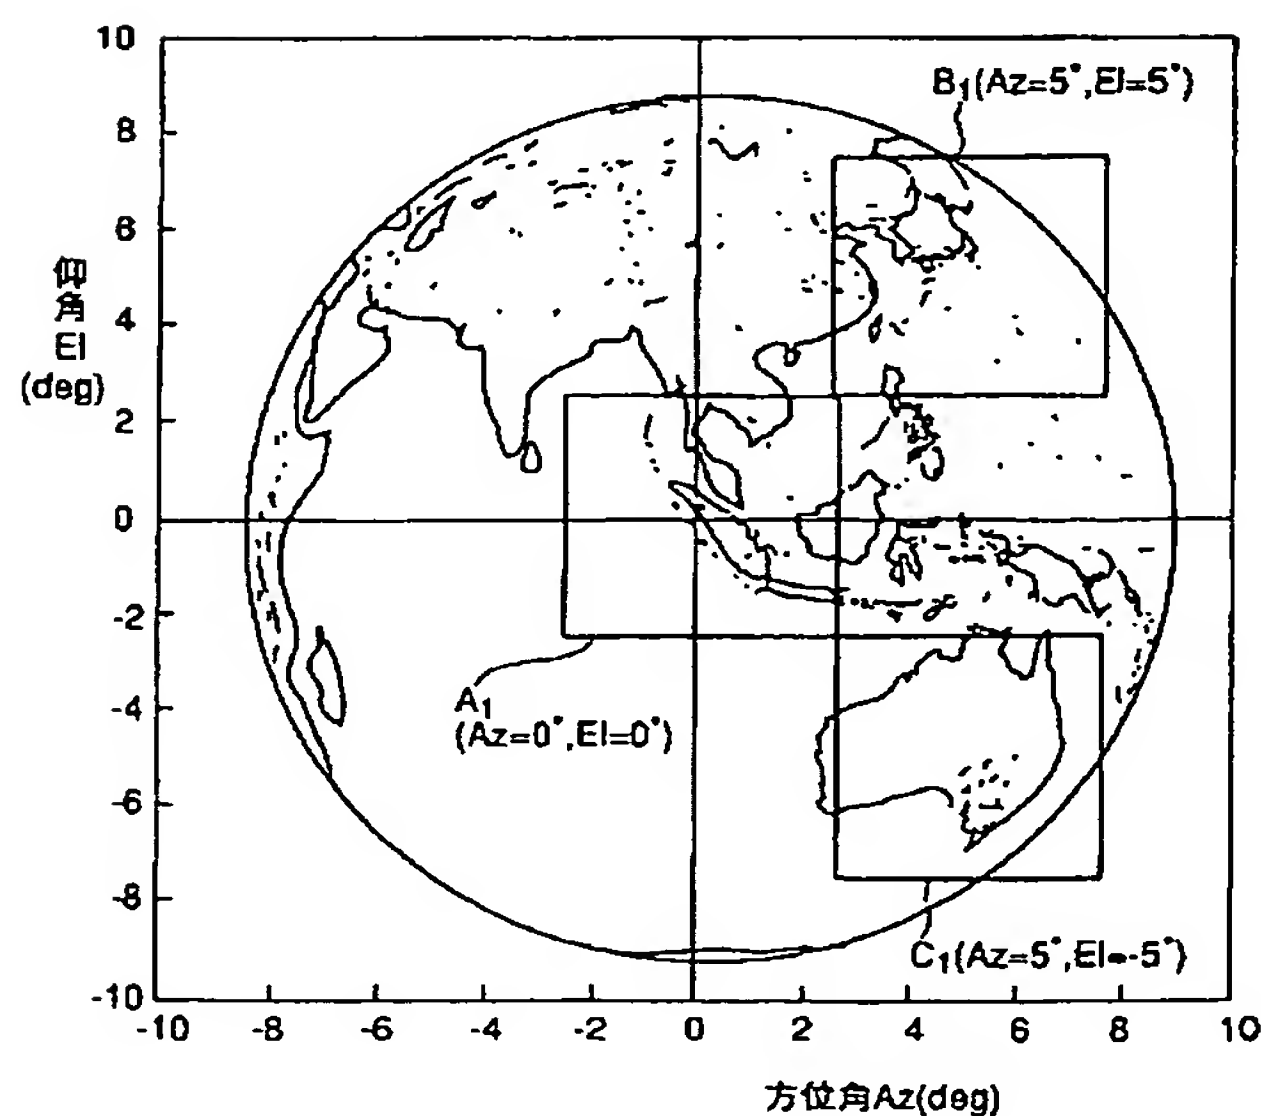 10
B1(Az=5°,El=5°)
8
6
仰角
El
(deg)
4
2
0
-2
A1
(Az=0°,El=0°)
-4
-6
-8
C1(Az=5°,El=-5°)
-10
-10 -8 -6 -4 -2 0 2 4 6 8 10
方位角Az(deg)